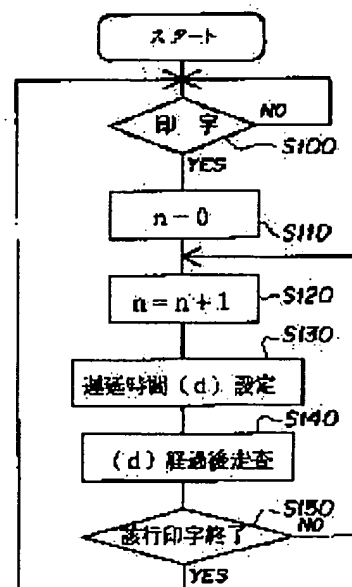 スタート
印字
NO
S100
YES
n-0
S110
n=n+1
S120
S130
遅延時間(d)設定
S140
(d)経過後走査
S150
該行印字終了
NO
YES